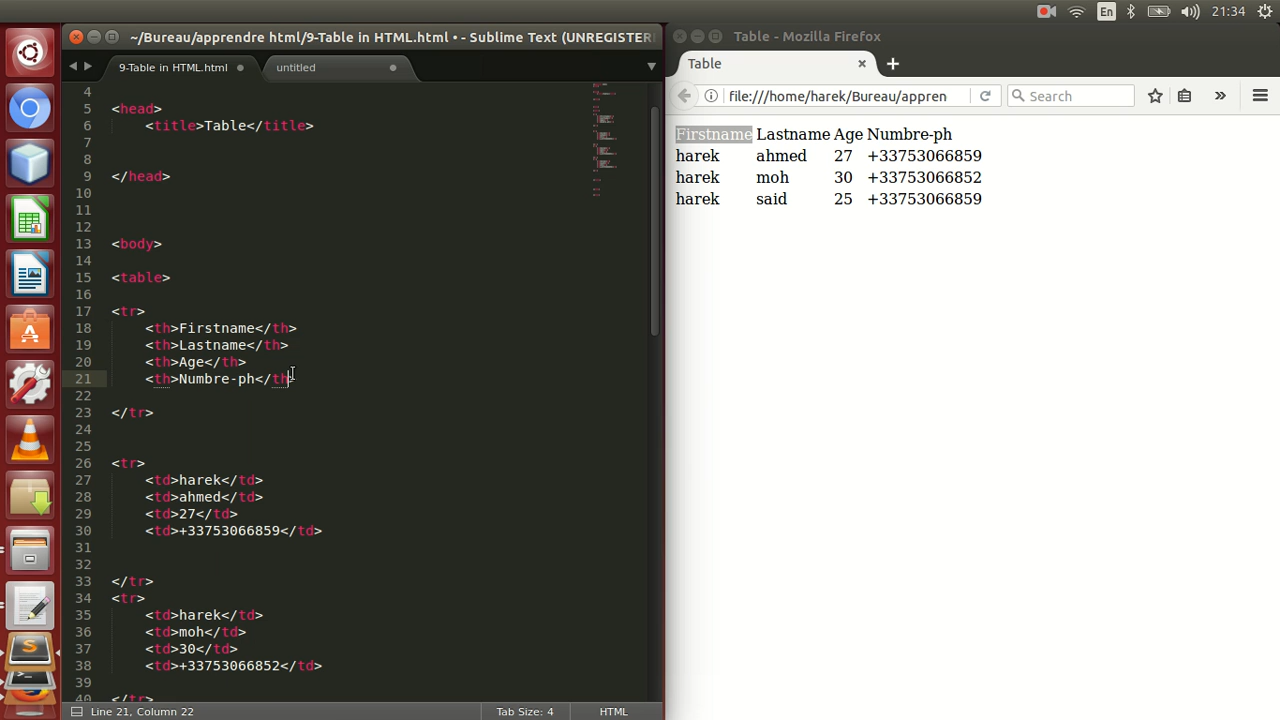 En
21:34
~/Bureau/apprendre html/9-Table in HTML.html • - Sublime Text (UNREGISTER
9-Table in HTML.html
untitled
4
5 <head>
6 <title>Table</title>
7
8
9 </head>
10
11
12
13 <body>
14
15 <table>
16
17 <tr>
18 <th>Firstname</th>
19 <th>Lastname</th>
20 <th>Age</th>
21 <th>Numbre-ph</th>
22
23 </tr>
24
25
26 <tr>
27 <td>harek</td>
28 <td>ahmed</td>
29 <td>27</td>
30 <td>+33753066859</td>
31
32
33 </tr>
34 <tr>
35 <td>harek</td>
36 <td>moh</td>
37 <td>30</td>
38 <td>+33753066852</td>
39
40 </tr>
Line 21, Column 22
Tab Size: 4
HTML
Table - Mozilla Firefox
Table
file:///home/harek/Bureau/appren
Search
Firstname Lastname Age Numbre-ph
harek ahmed 27 +33753066859
harek moh 30 +33753066852
harek said 25 +33753066859